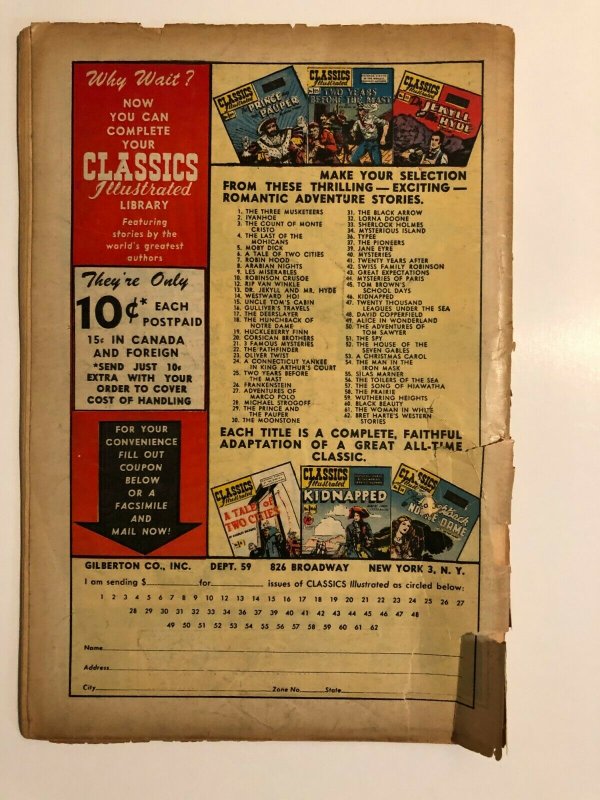 Why Wait?
NOW
YOU CAN
COMPLETE
YOUR
CLASSICS
Illustrated
LIBRARY
Featuring
stories by the
world's greatest
authors
They're Only
10¢* EACH
POSTPAID
15¢ IN CANADA
AND FOREIGN
*SEND JUST 10¢
EXTRA WITH YOUR
ORDER TO COVER
COST OF HANDLING
FOR YOUR
CONVENIENCE
FILL OUT
COUPON
BELOW
OR A
FACSIMILE
AND
MAIL NOW!
CLASSICS
Illustrated
The PRINCE
and the
PAUPER
CLASSICS
Illustrated
TWO YEARS
BEFORE THE MAST
CLASSICS
Illustrated
Dr. JEKYLL
and Mr.
HYDE
MAKE YOUR SELECTION
FROM THESE THRILLING — EXCITING —
ROMANTIC ADVENTURE STORIES.
1. THE THREE MUSKETEERS
2. IVANHOE
3. THE COUNT OF MONTE
CRISTO
4. THE LAST OF THE
MOHICANS
5. MOBY DICK
6. A TALE OF TWO CITIES
7. ROBIN HOOD
8. ARABIAN NIGHTS
9. LES MISERABLES
10. ROBINSON CRUSOE
12. RIP VAN WINKLE
13. DR. JEKYLL AND MR. HYDE
14. WESTWARD HO!
15. UNCLE TOM'S CABIN
16. GULLIVER'S TRAVELS
17. THE DEERSLAYER
18. THE HUNCHBACK OF
NOTRE DAME
19. HUCKLEBERRY FINN
20. CORSICAN BROTHERS
21. 3 FAMOUS MYSTERIES
22. THE PATHFINDER
23. OLIVER TWIST
24. A CONNECTICUT YANKEE
IN KING ARTHUR'S COURT
25. TWO YEARS BEFORE
THE MAST
26. FRANKENSTEIN
27. ADVENTURES OF
MARCO POLO
28. MICHAEL STROGOFF
29. THE PRINCE AND
THE PAUPER
30. THE MOONSTONE
31. THE BLACK ARROW
32. LORNA DOONE
33. SHERLOCK HOLMES
34. MYSTERIOUS ISLAND
36. TYPEE
37. THE PIONEERS
39. JANE EYRE
40. MYSTERIES
41. TWENTY YEARS AFTER
42. SWISS FAMILY ROBINSON
43. GREAT EXPECTATIONS
44. MYSTERIES OF PARIS
45. TOM BROWN'S
SCHOOL DAYS
46. KIDNAPPED
47. TWENTY THOUSAND
LEAGUES UNDER THE SEA
48. DAVID COPPERFIELD
49. ALICE IN WONDERLAND
50. THE ADVENTURES OF
TOM SAWYER
51. THE SPY
52. THE HOUSE OF THE
SEVEN GABLES
53. A CHRISTMAS CAROL
54. THE MAN IN THE
IRON MASK
55. SILAS MARNER
56. THE TOILERS OF THE SEA
57. THE SONG OF HIAWATHA
58. THE PRAIRIE
59. WUTHERING HEIGHTS
60. BLACK BEAUTY
61. THE WOMAN IN WHITE
62. BRET HARTE'S WESTERN
STORIES
EACH TITLE IS A COMPLETE, FAITHFUL
ADAPTATION OF A GREAT ALL-TIME
CLASSIC.
CLASSICS
Illustrated
A TALE of
TWO CITIES
CLASSICS
Illustrated
KIDNAPPED
CLASSICS
NOTRE DAME
GILBERTON CO., INC. DEPT. 59 826 BROADWAY NEW YORK 3, N. Y.
I am sending $ for issues of CLASSICS Illustrated as circled below:
1 2 3 4 5 6 7 8 9 10 12 13 14 15 16 17 18 19 20 21 22 23 24 25 26 27
28 29 30 31 32 33 34 36 37 39 40 41 42 43 44 45 46 47 48
49 50 51 52 53 54 55 56 57 58 59 60 61 62
Name
Address
City Zone No. State